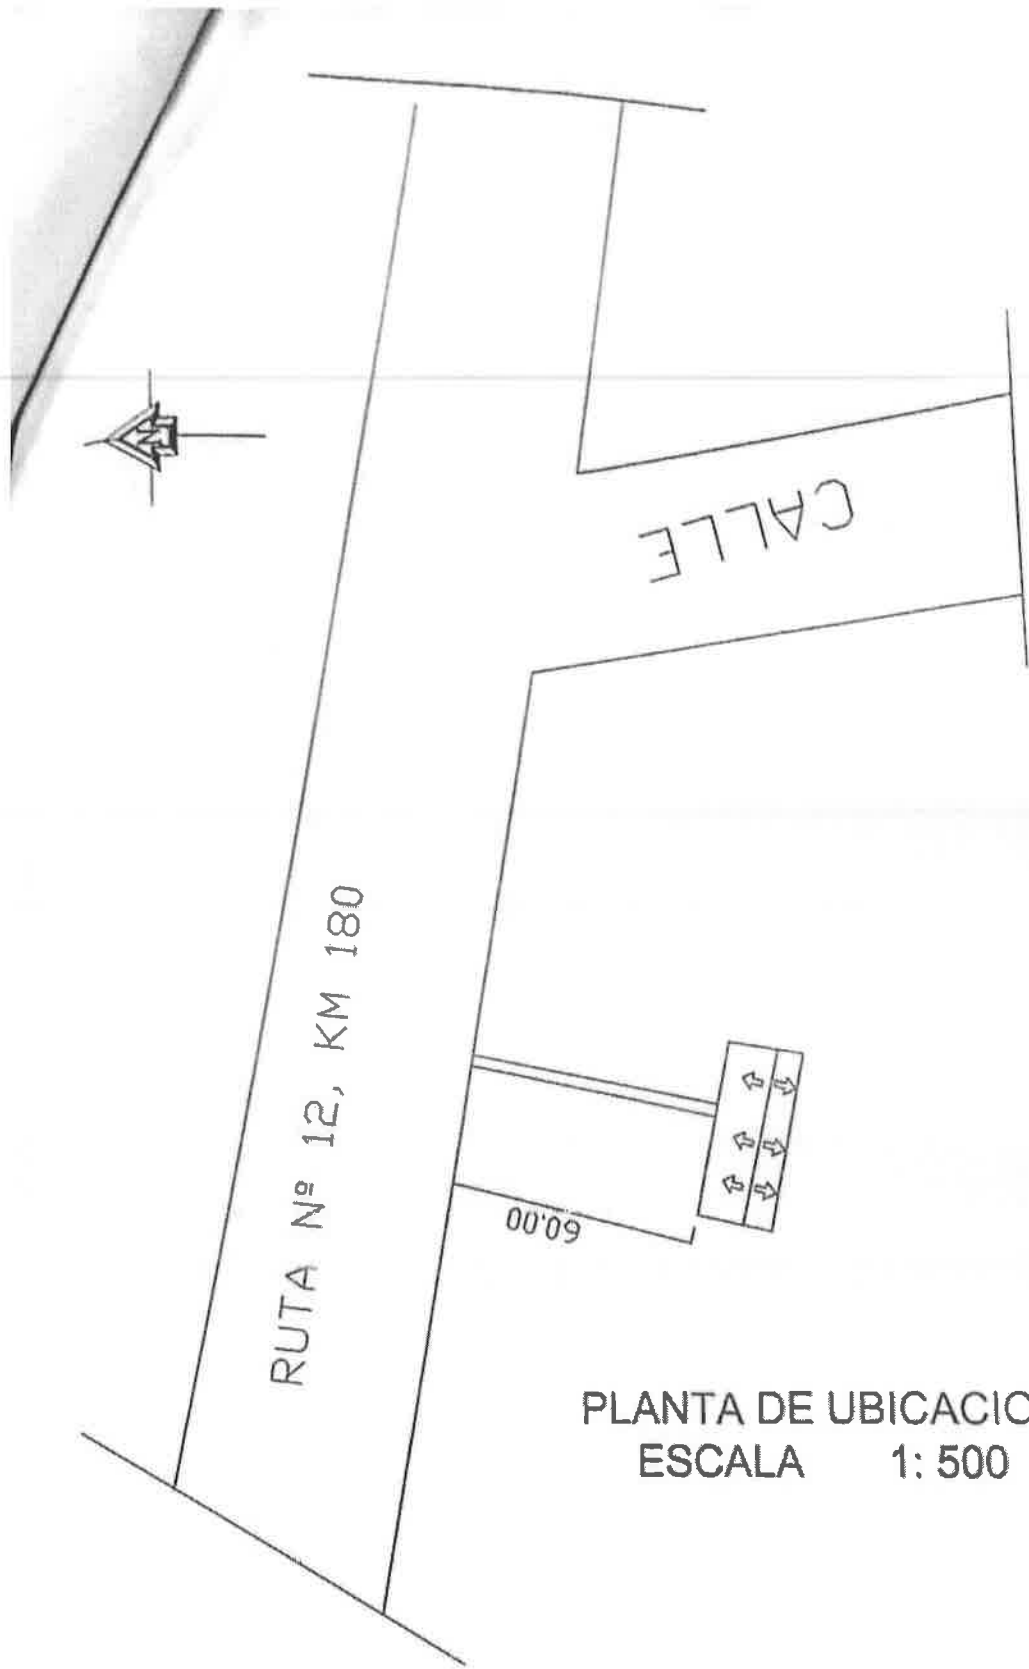 N
CALLE
RUTA Nº 12, KM 180
60.00
PLANTA DE UBICACIO
ESCALA 1: 500